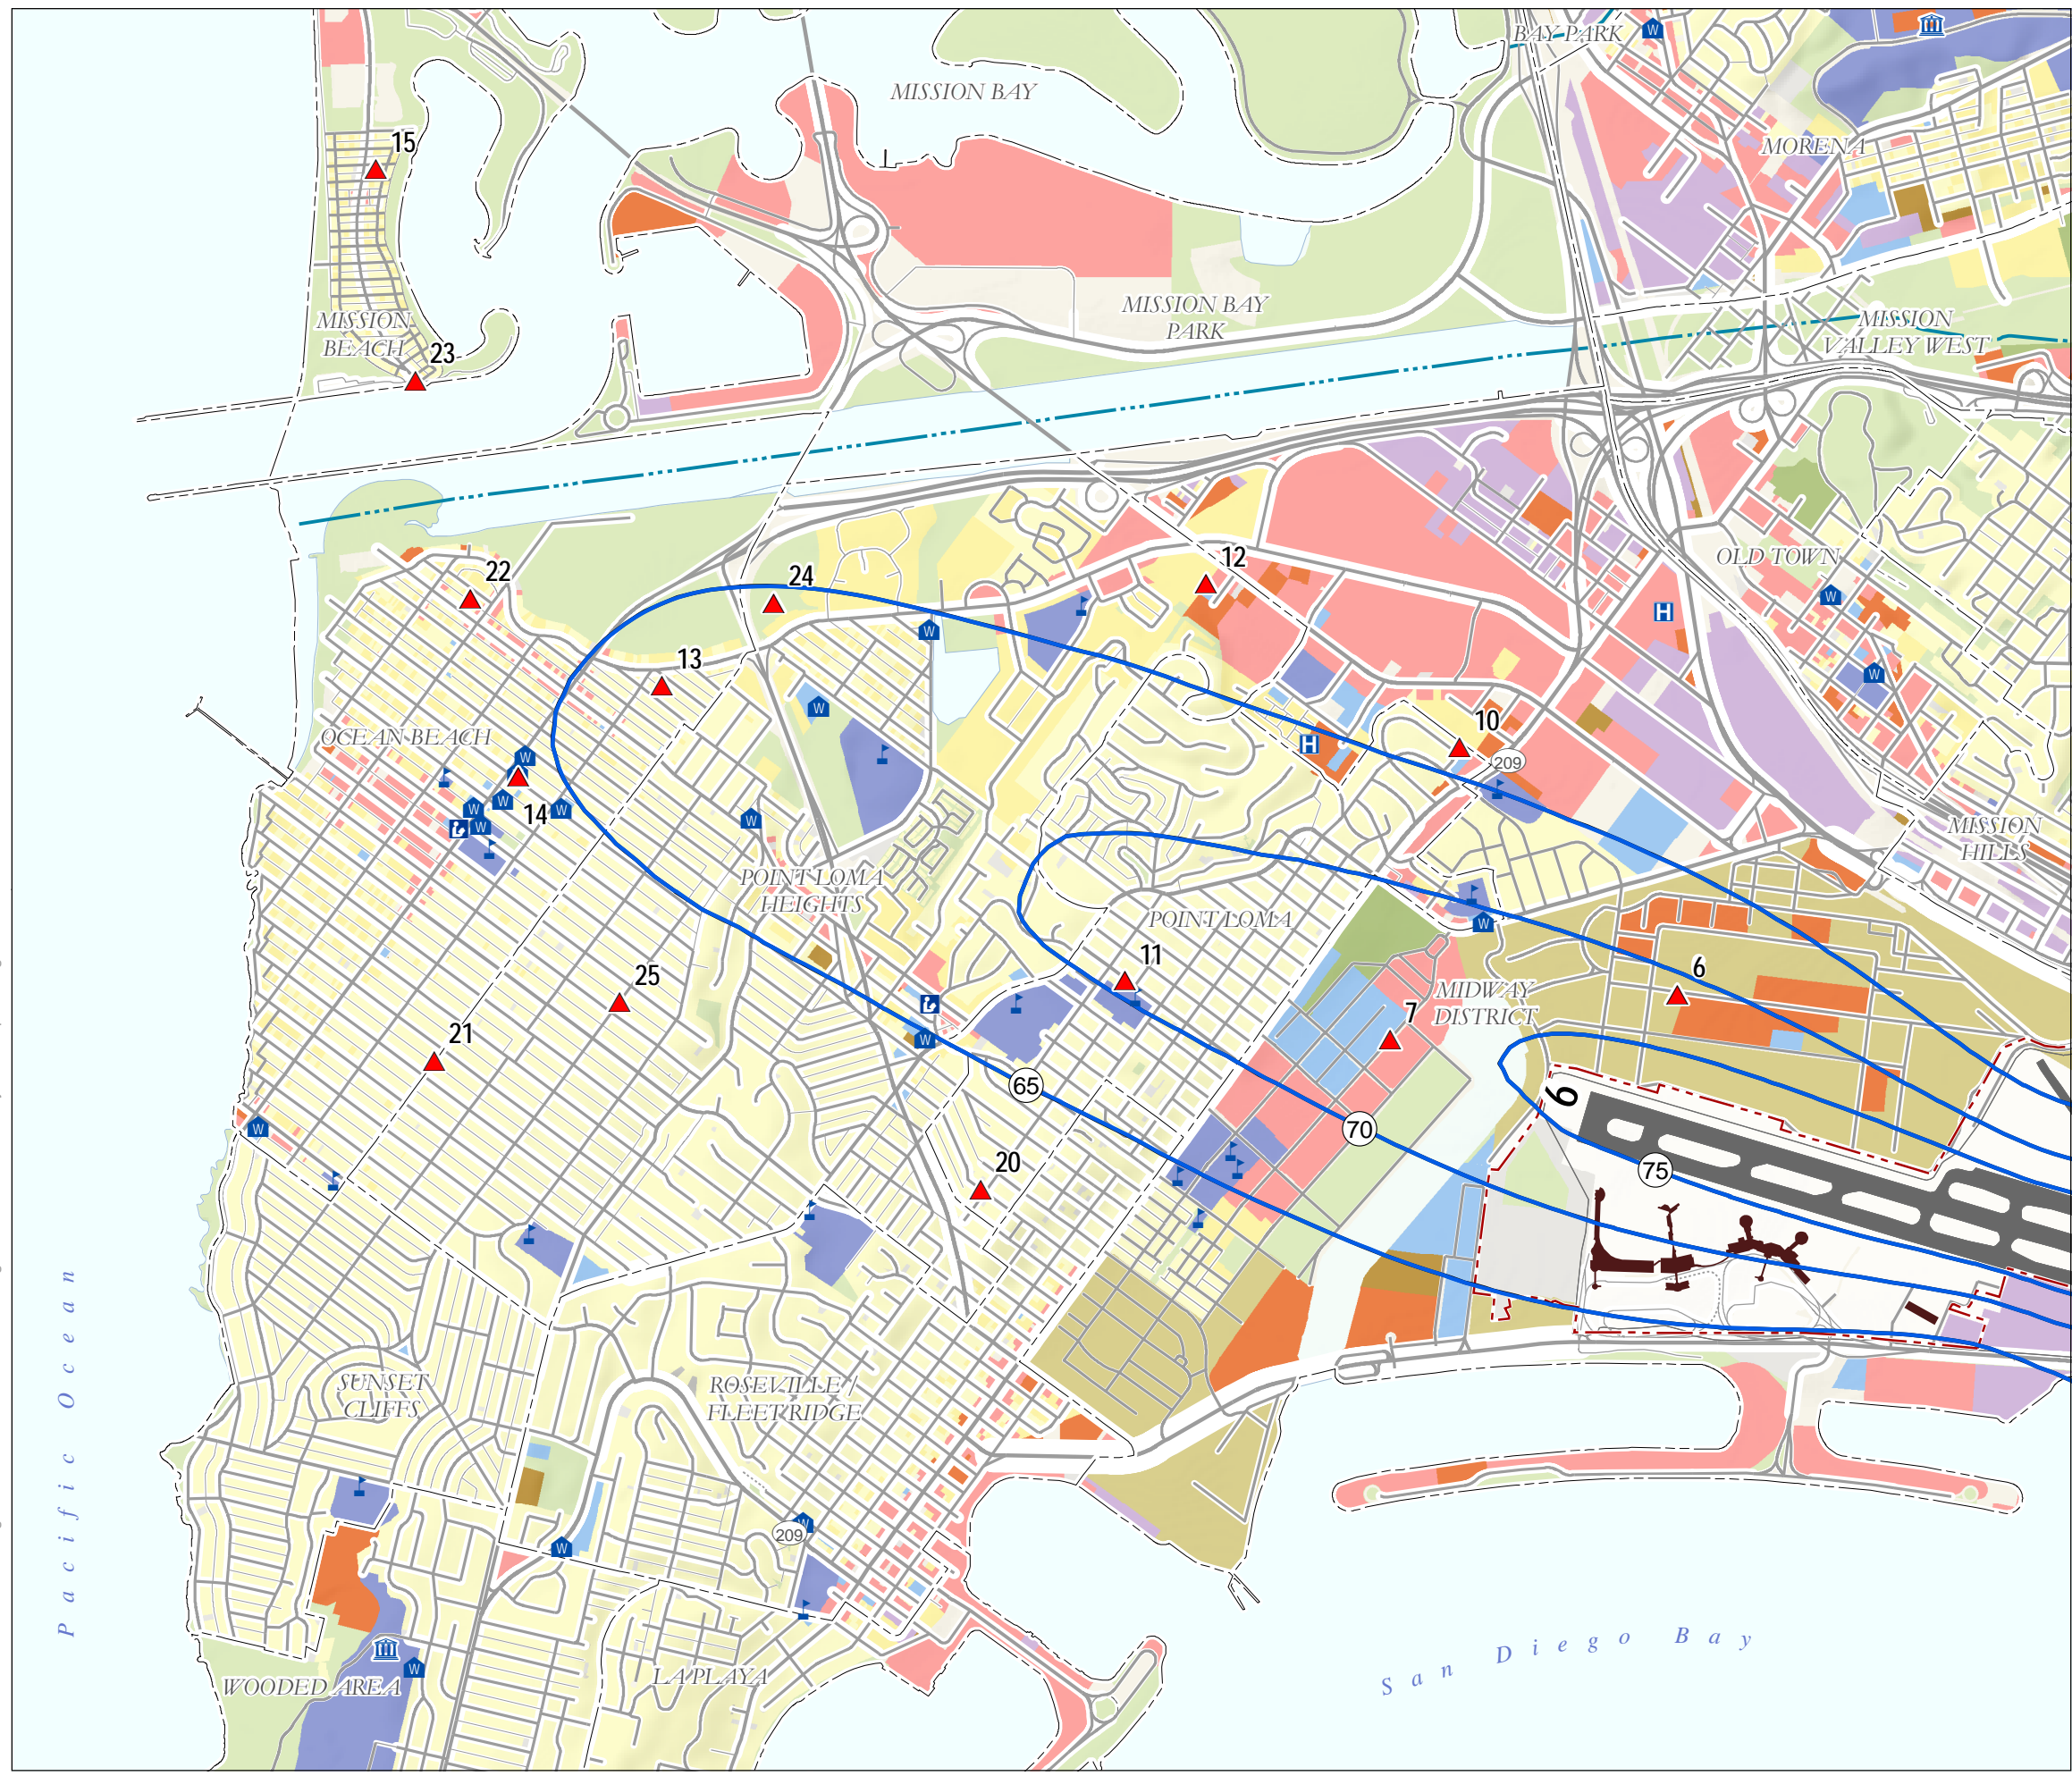 BAY PARK
W
MISSION BAY
15
MORENA
MISSION BAY
PARK
MISSION
BEACH
23
MISSION
VALLEY WEST
22
24
12
OLD TOWN
H
W
W
13
W
W
OCEAN BEACH
10
H
209
W
W
W
W
W
14
W
W
MISSION
HILLS
POINT LOMA
HEIGHTS
POINT LOMA
W
25
11
6
MIDWAY
DISTRICT
7
21
W
65
6
70
W
75
20
Pacific Ocean
SUNSET
CLIFFS
ROSEVILLE /
FLEETRIDGE
W
209
W
San Diego Bay
W
WOODED AREA
LA PLAYA